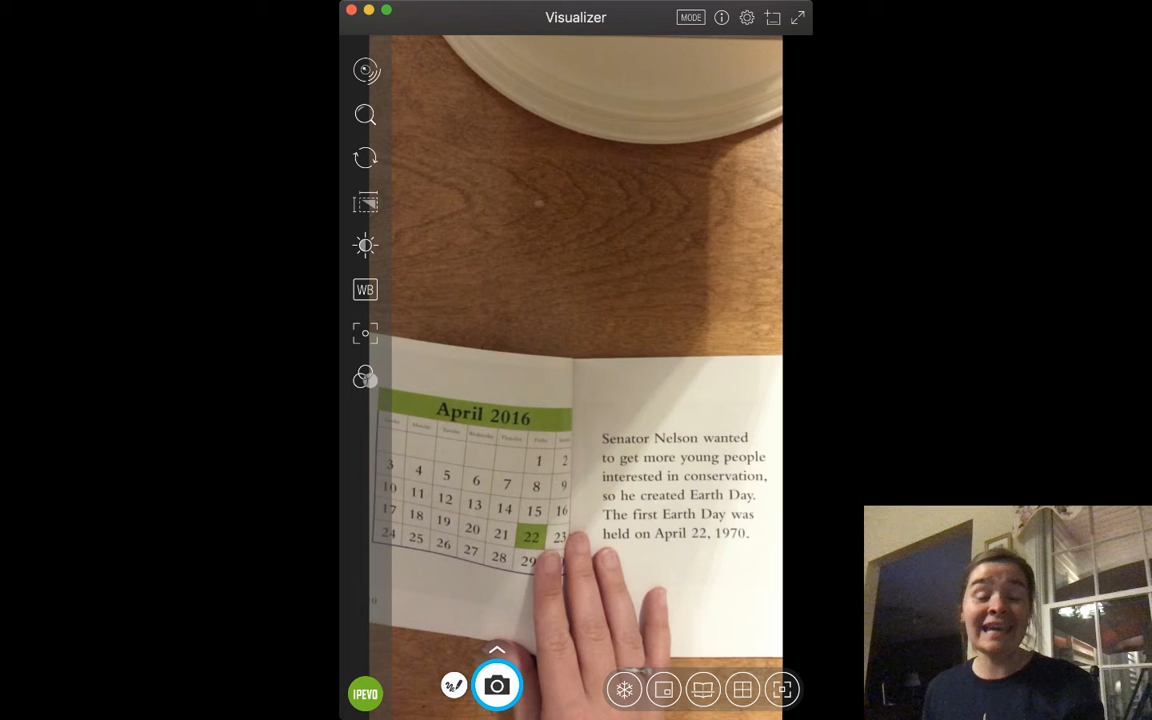 Visualizer
MODE
WB
April 2016
1 2
3 4 5 6 7 8 9
10 11 12 13 14 15 16
17 18 19 20 21 22 23
24 25 26 27 28 29
Senator Nelson wanted
to get more young people
interested in conservation,
so he created Earth Day.
The first Earth Day was
held on April 22, 1970.
IPEVO